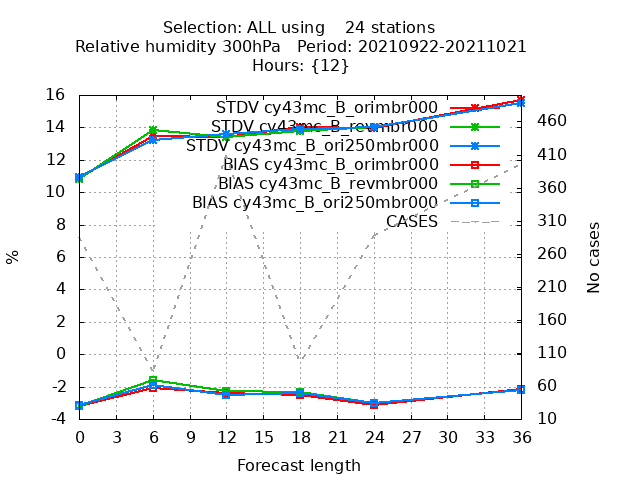 Selection: ALL using    24 stations
Relative humidity 300hPa   Period: 20210922-20211021
Hours: {12}
STDV cy43mc_B_orimbr000
STDV cy43mc_B_revmbr000
STDV cy43mc_B_ori250mbr000
BIAS cy43mc_B_orimbr000
BIAS cy43mc_B_revmbr000
BIAS cy43mc_B_ori250mbr000
CASES
16
14
12
10
8
6
4
2
0
-2
-4
%
460
410
360
310
260
210
160
110
60
10
No cases
0 3 6 9 12 15 18 21 24 27 30 33 36
Forecast length